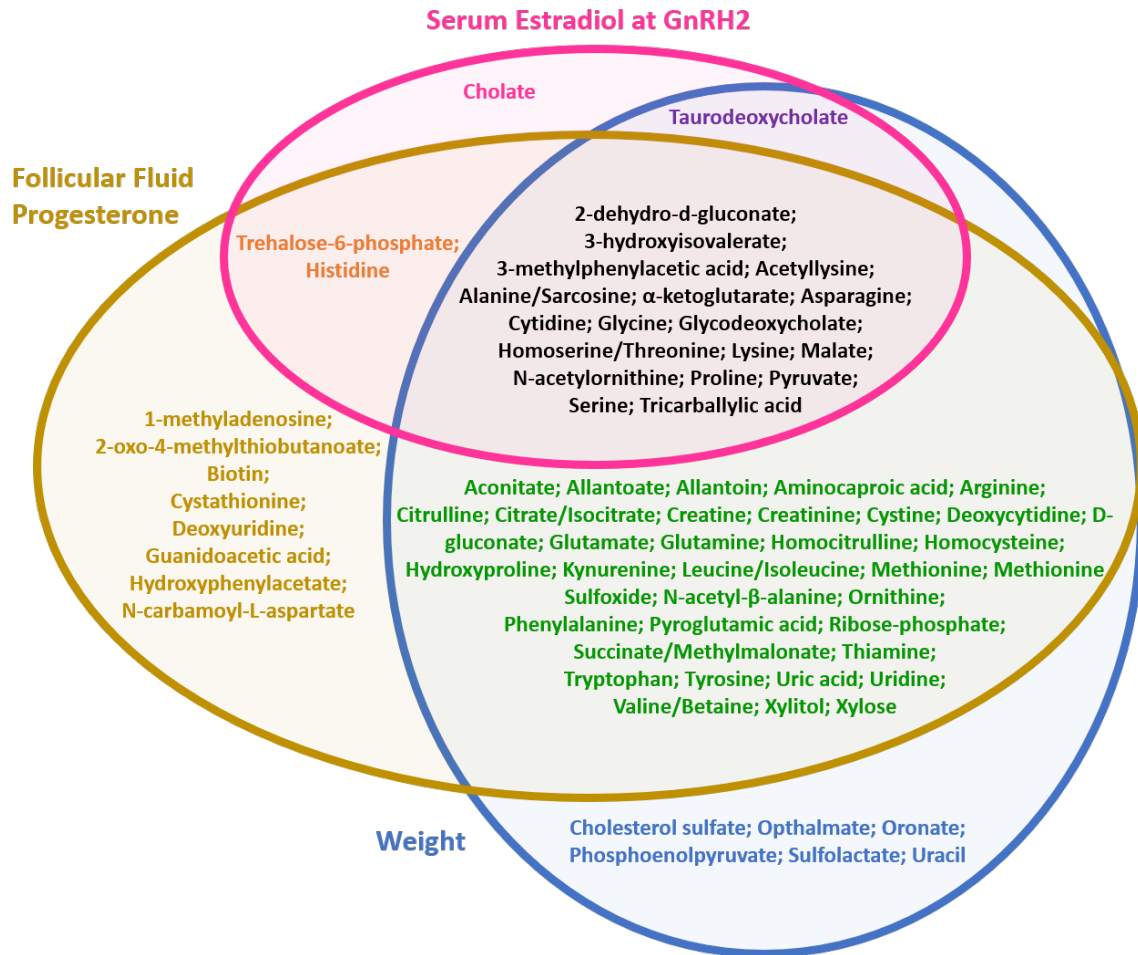 Serum Estradiol at GnRH2
Cholate
Taurodeoxycholate
Follicular Fluid
Progesterone
Trehalose-6-phosphate;
Histidine
2-dehydro-d-gluconate;
3-hydroxyisovalerate;
3-methylphenylacetic acid; Acetyllysine;
Alanine/Sarcosine; α-ketoglutarate; Asparagine;
Cytidine; Glycine; Glycodeoxycholate;
Homoserine/Threonine; Lysine; Malate;
N-acetylornithine; Proline; Pyruvate;
Serine; Tricarballylic acid
1-methyladenosine;
2-oxo-4-methylthiobutanoate;
Biotin;
Cystathionine;
Deoxyuridine;
Guanidoacetic acid;
Hydroxyphenylacetate;
N-carbamoyl-L-aspartate
Aconitate; Allantoate; Allantoin; Aminocaproic acid; Arginine;
Citrulline; Citrate/Isocitrate; Creatine; Creatinine; Cystine; Deoxycytidine; D-
gluconate; Glutamate; Glutamine; Homocitrulline; Homocysteine;
Hydroxyproline; Kynurenine; Leucine/Isoleucine; Methionine; Methionine
Sulfoxide; N-acetyl-β-alanine; Ornithine;
Phenylalanine; Pyroglutamic acid; Ribose-phosphate;
Succinate/Methylmalonate; Thiamine;
Tryptophan; Tyrosine; Uric acid; Uridine;
Valine/Betaine; Xylitol; Xylose
Weight
Cholesterol sulfate; Opthalmate; Oronate;
Phosphoenolpyruvate; Sulfolactate; Uracil